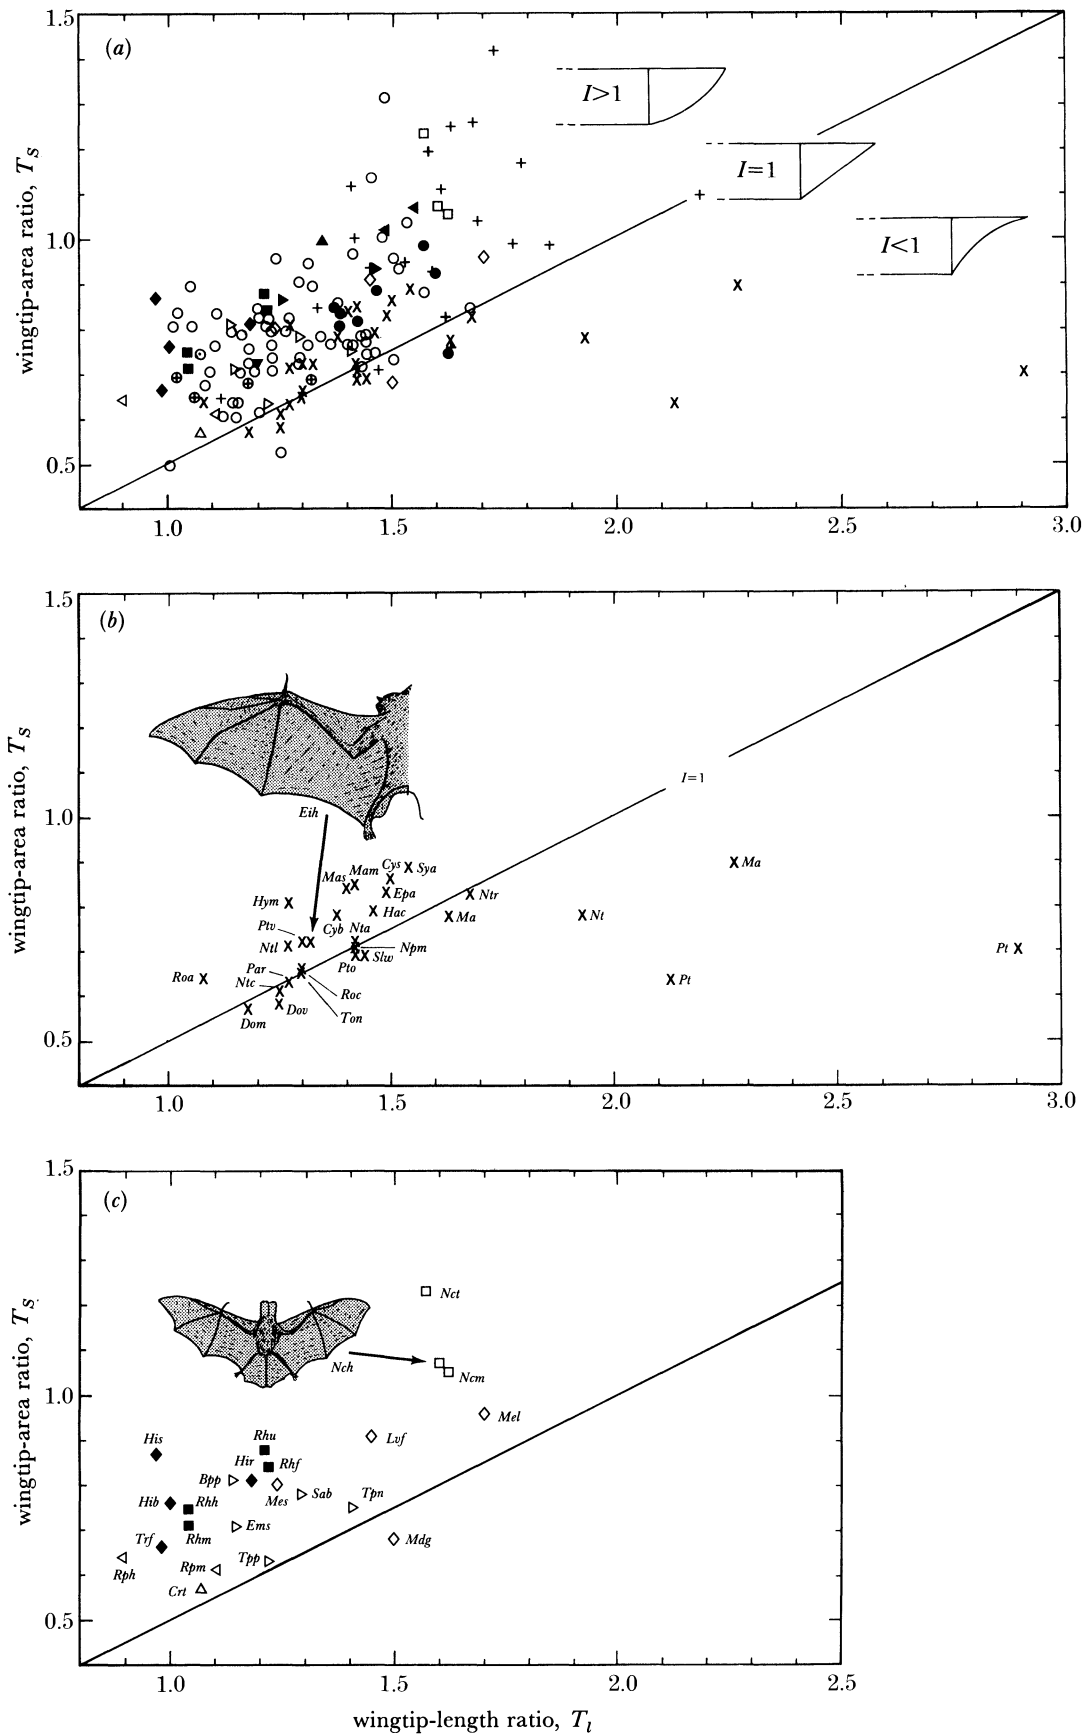 1.5
(a)
I>1
I=1
I<1
1.0
0.5
wingtip-area ratio, T_S
1.0 1.5 2.0 2.5 3.0
1.5
(b)
I=1
1.0
Eih
Mas Mam Cys Sya
Ma
Hym
Epa
Ntr
Ptv
Cyb Nta
Hac
Ma
Nt
Ntl
Npm
Pt
Roa
Par
Pto
Slw
Pt
Ntc
Roc
Dov
Ton
Dom
0.5
wingtip-area ratio, T_S
1.0 1.5 2.0 2.5 3.0
1.5
(c)
Nct
Nch
Ncm
1.0
Mel
His
Rhu
Lvf
Hir
Rhf
Bpp
Mes
Sab
Tpn
Hib
Rhh
Ems
Trf
Rhm
Mdg
Rph
Rpm
Tpp
Crt
0.5
wingtip-area ratio, T_S
1.0 1.5 2.0 2.5
wingtip-length ratio, T_l